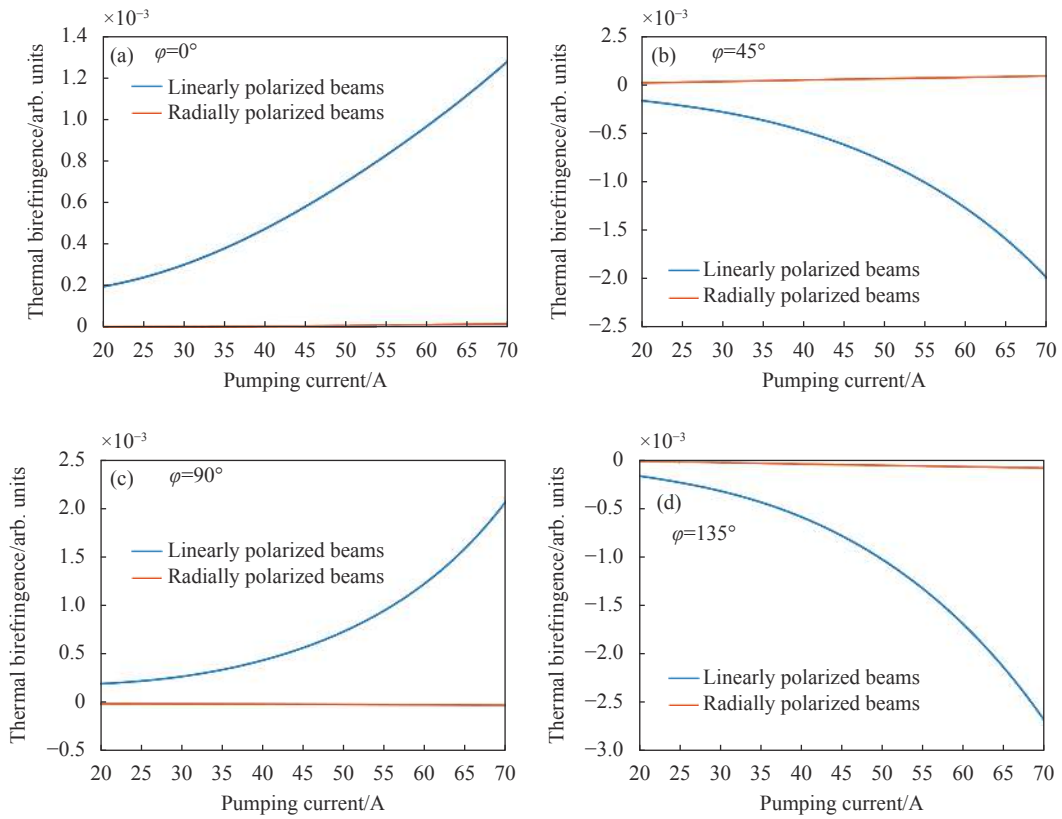 ×10⁻³
1.4
1.2
1.0
0.8
0.6
0.4
0.2
0
Thermal birefringence/arb. units
(a) φ=0°
Linearly polarized beams
Radially polarized beams
20 25 30 35 40 45 50 55 60 65 70
Pumping current/A
×10⁻³
2.5
0
−0.5
−1.0
−1.5
−2.0
−2.5
Thermal birefringence/arb. units
(b) φ=45°
Linearly polarized beams
Radially polarized beams
20 25 30 35 40 45 50 55 60 65 70
Pumping current/A
×10⁻³
2.5
2.0
1.5
1.0
0.5
0
−0.5
Thermal birefringence/arb. units
(c) φ=90°
Linearly polarized beams
Radially polarized beams
20 25 30 35 40 45 50 55 60 65 70
Pumping current/A
×10⁻³
0
−0.5
−1.0
−1.5
−2.0
−2.5
−3.0
Thermal birefringence/arb. units
(d)
φ=135°
Linearly polarized beams
Radially polarized beams
20 25 30 35 40 45 50 55 60 65 70
Pumping current/A